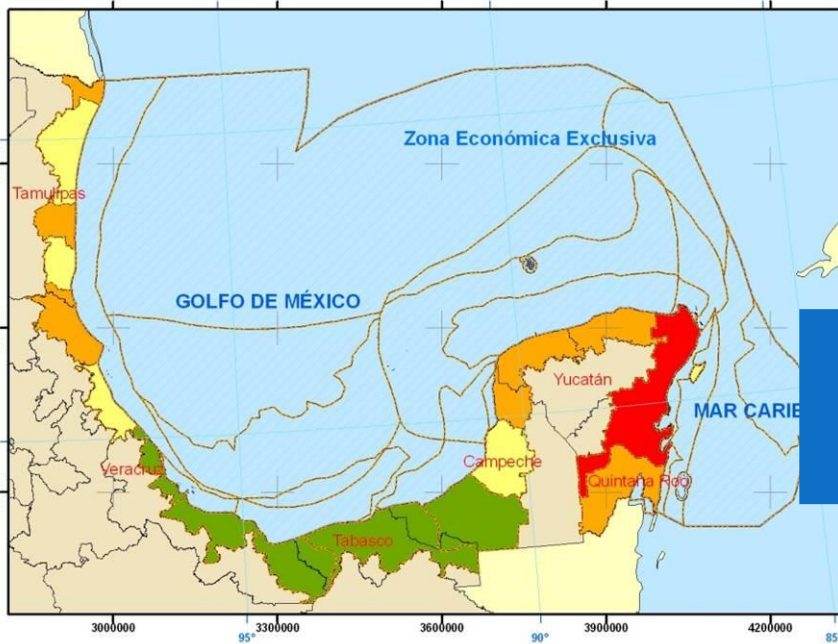 Zona Económica Exclusiva
Tamulipas
GOLFO DE MÉXICO
Yucatán
MAR CARIE
Campeche
Veracruz
Quintana Roo
Tabasco
3000000 3300000 3600000 3900000 4200000
95° 90° 85